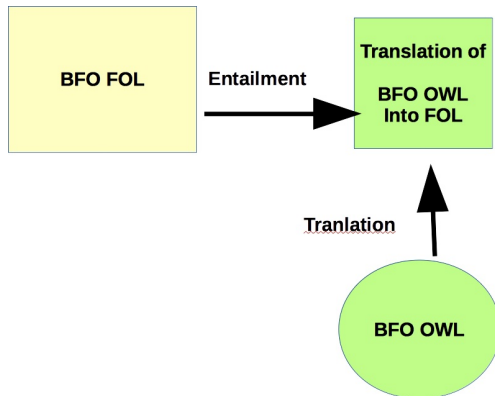 BFO FOL
Entailment
Translation of
BFO OWL
Into FOL
Tranlation
BFO OWL